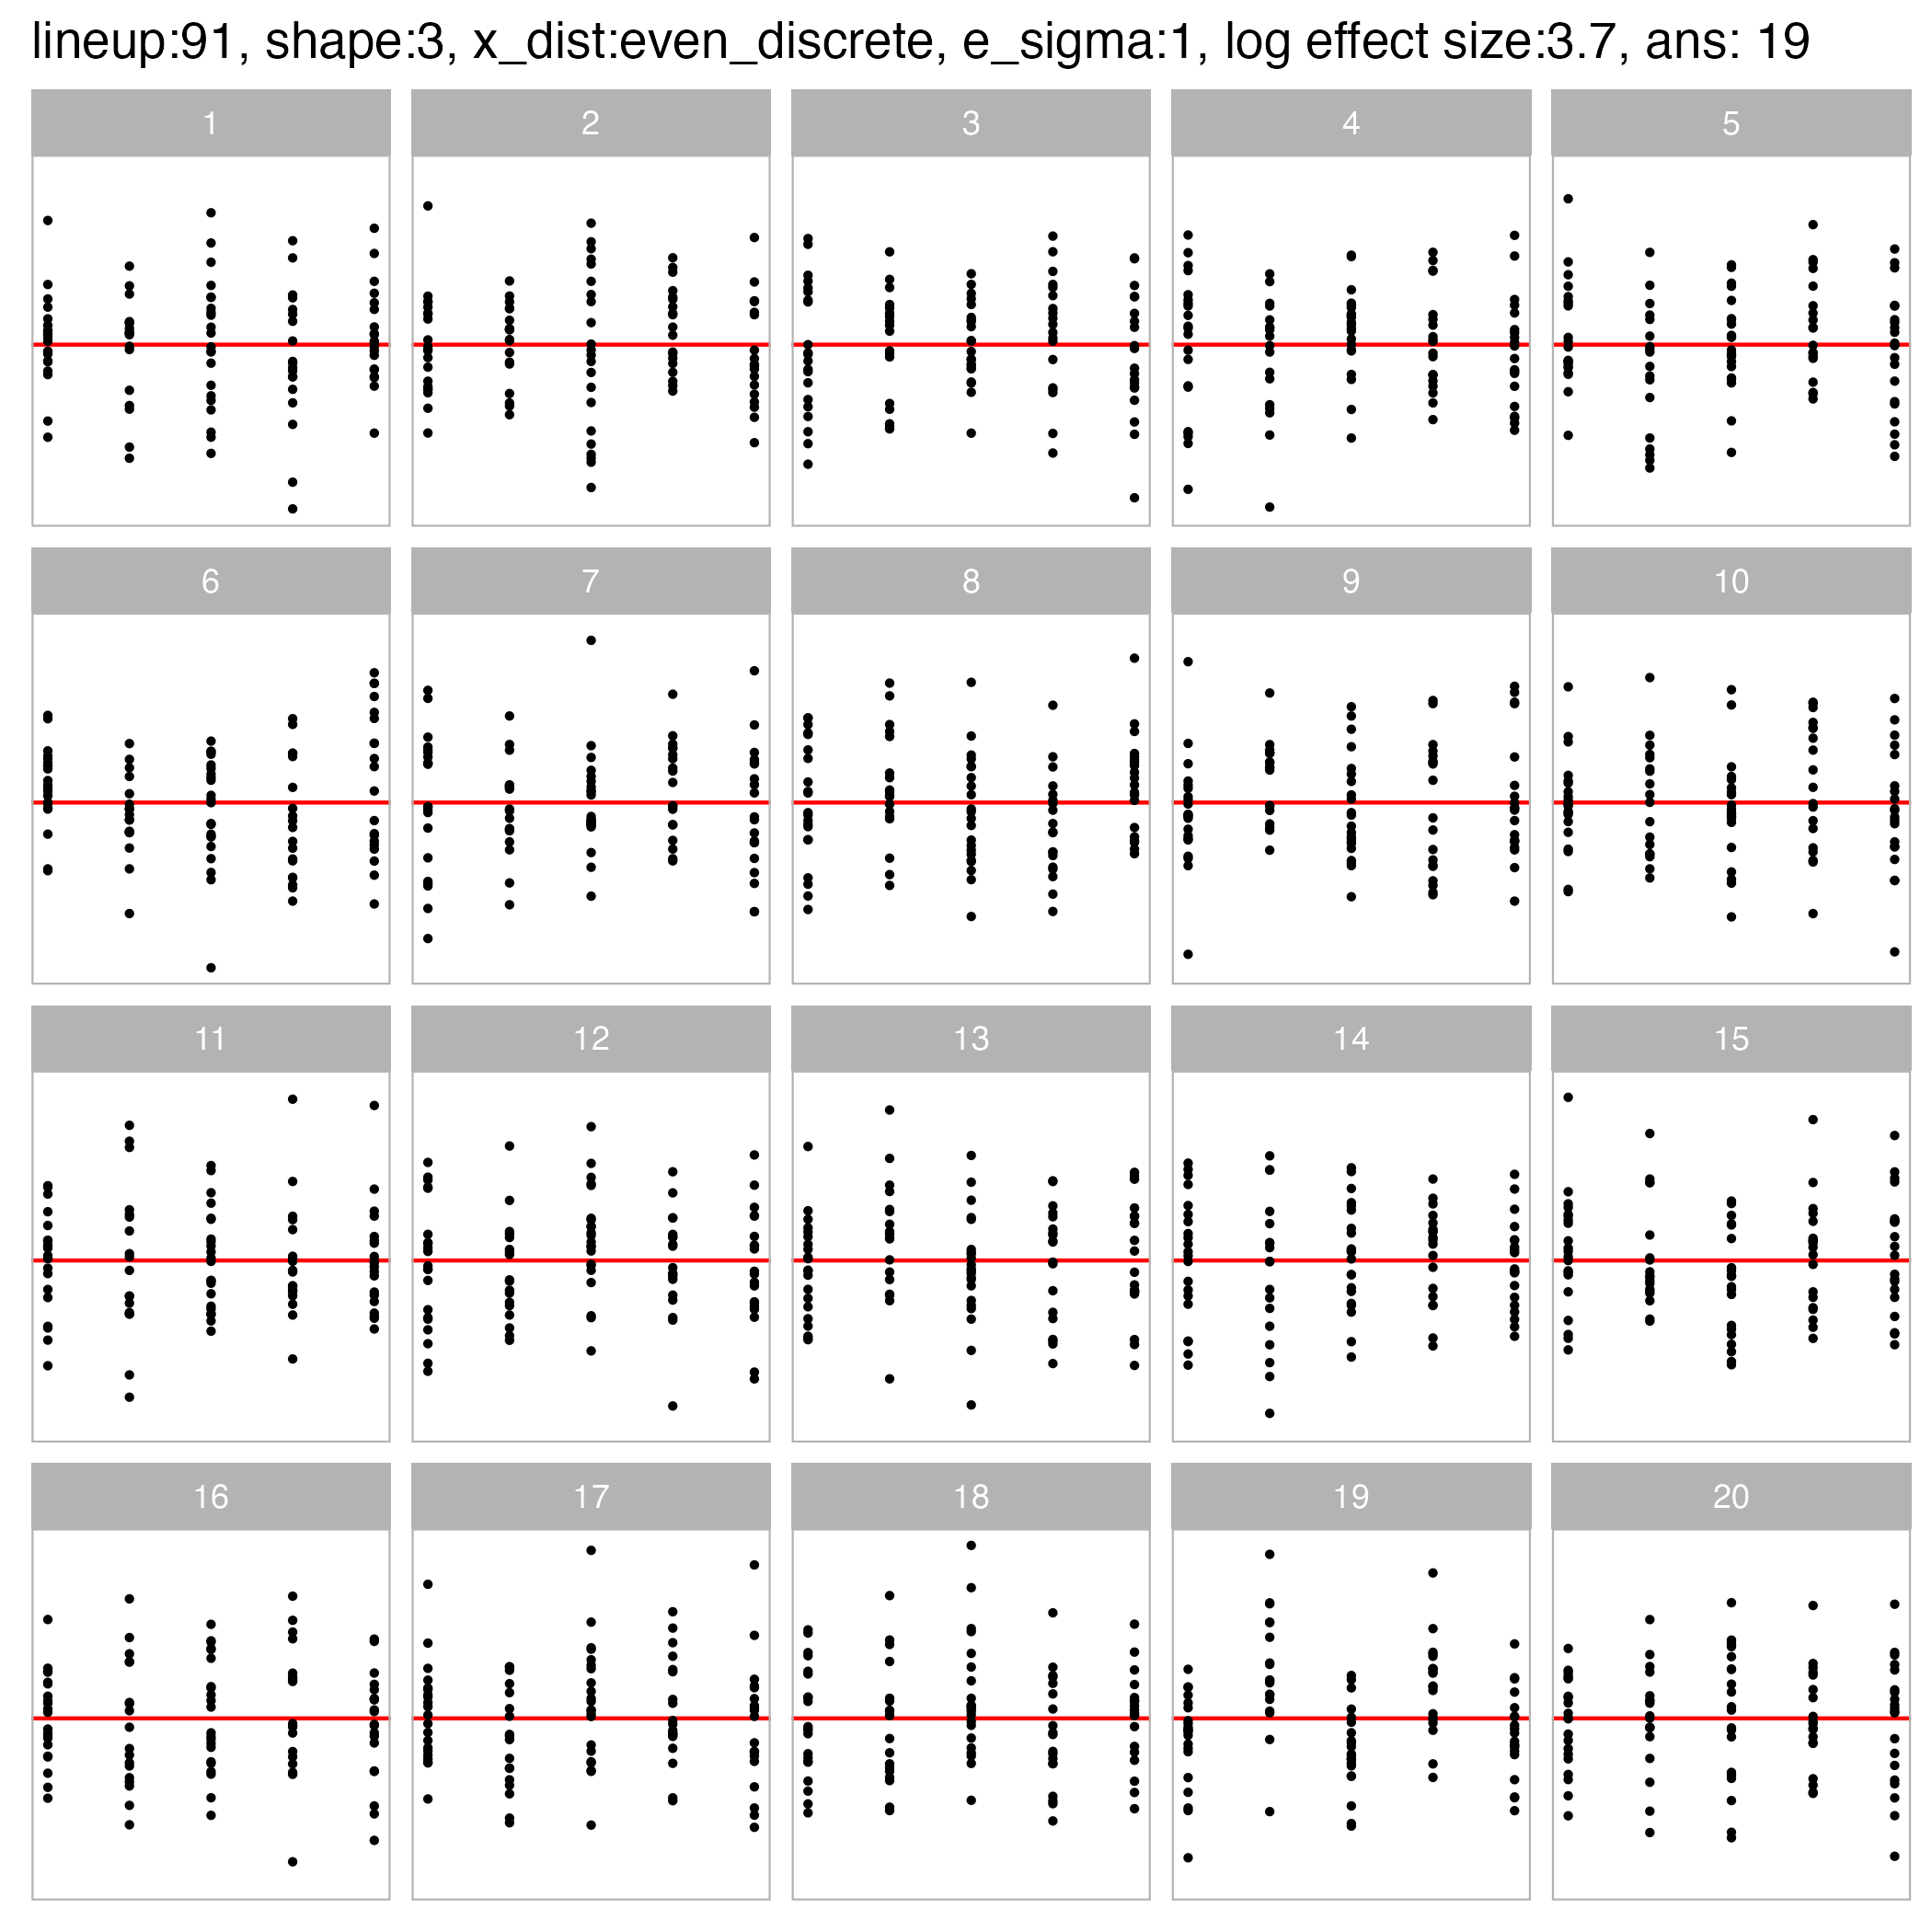 lineup:91, shape:3, x_dist:even_discrete, e_sigma:1, log effect size:3.7, ans: 19
1 2 3 4 5
6 7 8 9 10
11 12 13 14 15
16 17 18 19 20